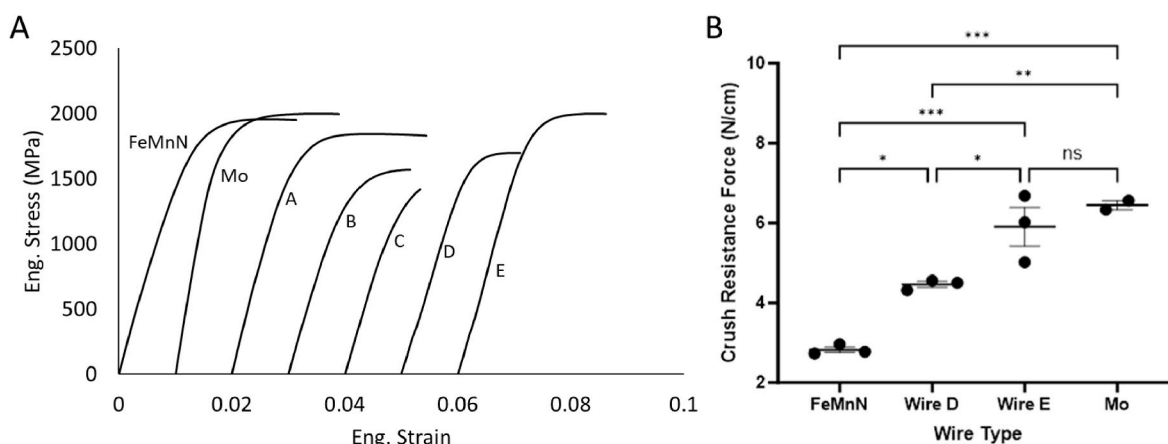 A
Eng. Stress (MPa)
2500
2000
1500
1000
500
0
FeMnN
Mo
A
B
C
D
E
0
0.02
0.04
0.06
0.08
0.1
Eng. Strain
B
Crush Resistance Force (N/cm)
10
8
6
4
2
***
**
***
*
*
ns
FeMnN
Wire D
Wire E
Mo
Wire Type